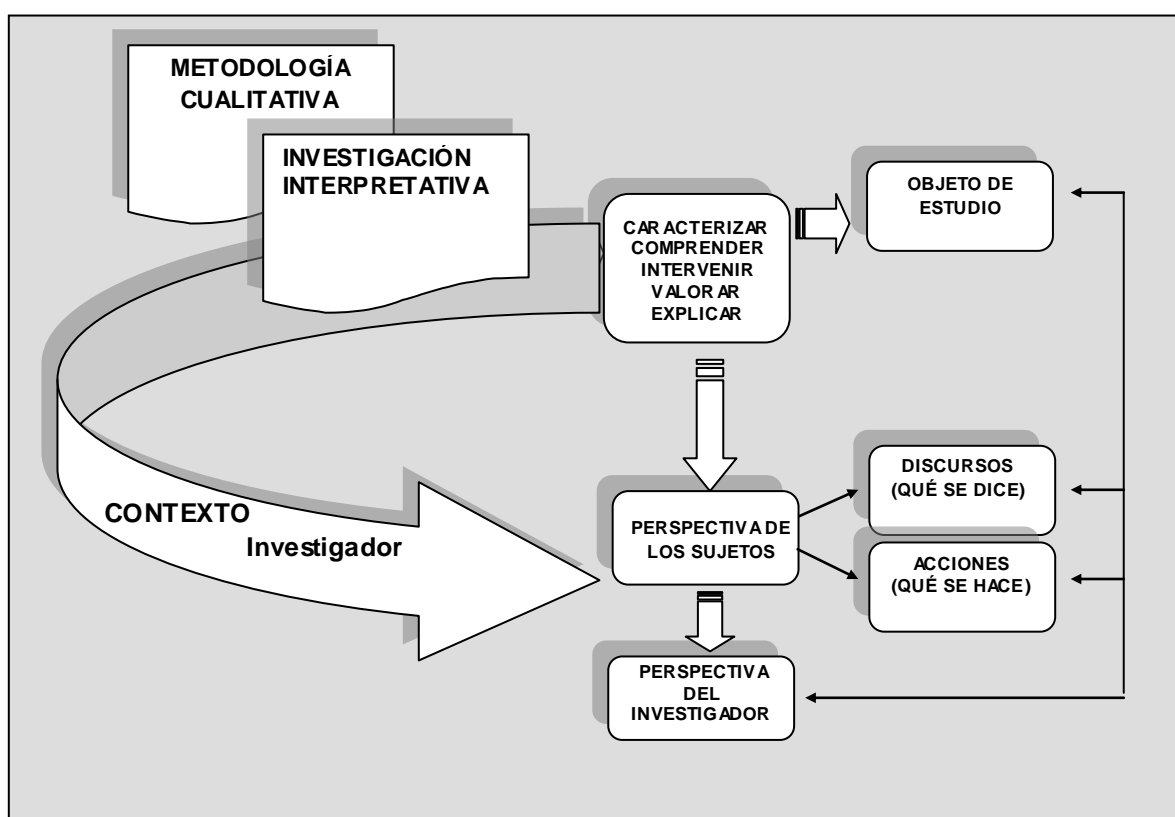 METODOLOGÍA
CUALITATIVA
INVESTIGACIÓN
INTERPRETATIVA
CARACTERIZAR
COMPRENDER
INTERVENIR
VALORAR
EXPLICAR
OBJETO DE
ESTUDIO
CONTEXTO
Investigador
PERSPECTIVA DE
LOS SUJETOS
DISCURSOS
(QUÉ SE DICE)
ACCIONES
(QUÉ SE HACE)
PERSPECTIVA
DEL
INVESTIGADOR